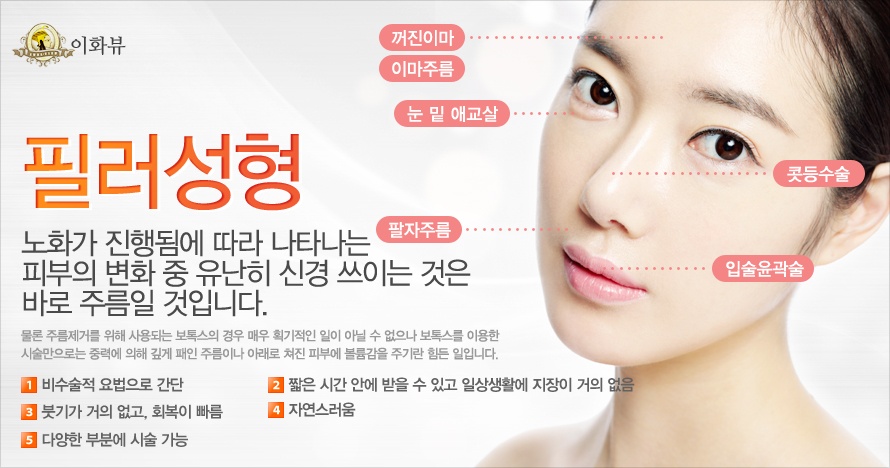 이화뷰
꺼진이마
이마주름
눈 밑 애교살
콧등수술
팔자주름
입술윤곽술
필러성형
노화가 진행됨에 따라 나타나는
피부의 변화 중 유난히 신경 쓰이는 것은
바로 주름일 것입니다.
물론 주름제거를 위해 사용되는 보톡스의 경우 매우 획기적인 일이 아닐 수 없으나 보톡스를 이용한
시술만으로는 중력에 의해 깊게 패인 주름이나 아래로 쳐진 피부에 볼륨감을 주기란 힘든 일입니다.
1 비수술적 요법으로 간단
2 짧은 시간 안에 받을 수 있고 일상생활에 지장이 거의 없음
3 붓기가 거의 없고, 회복이 빠름
4 자연스러움
5 다양한 부분에 시술 가능